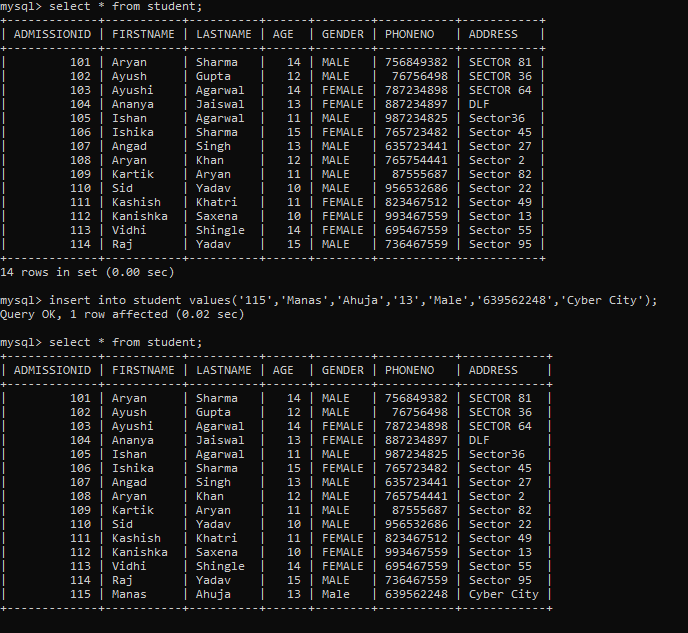 mysql> select * from student;
+-------------+-----------+----------+------+--------+-----------+-----------+
| ADMISSIONID | FIRSTNAME | LASTNAME | AGE  | GENDER | PHONENO   | ADDRESS   |
+-------------+-----------+----------+------+--------+-----------+-----------+
|         101 | Aryan     | Sharma   |   14 | MALE   | 756849382 | SECTOR 81 |
|         102 | Ayush     | Gupta    |   12 | MALE   |  76756498 | SECTOR 36 |
|         103 | Ayushi    | Agarwal  |   14 | FEMALE | 787234898 | SECTOR 64 |
|         104 | Ananya    | Jaiswal  |   13 | FEMALE | 887234897 | DLF       |
|         105 | Ishan     | Agarwal  |   11 | MALE   | 987234825 | Sector36  |
|         106 | Ishika    | Sharma   |   15 | FEMALE | 765723482 | Sector 45 |
|         107 | Angad     | Singh    |   13 | MALE   | 635723441 | Sector 27 |
|         108 | Aryan     | Khan     |   12 | MALE   | 765754441 | Sector 2  |
|         109 | Kartik    | Aryan    |   11 | MALE   |  87555687 | Sector 82 |
|         110 | Sid       | Yadav    |   10 | MALE   | 956532686 | Sector 22 |
|         111 | Kashish   | Khatri   |   11 | FEMALE | 823467512 | Sector 49 |
|         112 | Kanishka  | Saxena   |   10 | FEMALE | 993467559 | Sector 13 |
|         113 | Vidhi     | Shingle  |   14 | FEMALE | 695467559 | Sector 55 |
|         114 | Raj       | Yadav    |   15 | MALE   | 736467559 | Sector 95 |
+-------------+-----------+----------+------+--------+-----------+-----------+
14 rows in set (0.00 sec)
mysql> insert into student values('115','Manas','Ahuja','13','Male','639562248','Cyber City');
Query OK, 1 row affected (0.02 sec)
mysql> select * from student;
+-------------+-----------+----------+------+--------+-----------+------------+
| ADMISSIONID | FIRSTNAME | LASTNAME | AGE  | GENDER | PHONENO   | ADDRESS    |
+-------------+-----------+----------+------+--------+-----------+------------+
|         101 | Aryan     | Sharma   |   14 | MALE   | 756849382 | SECTOR 81  |
|         102 | Ayush     | Gupta    |   12 | MALE   |  76756498 | SECTOR 36  |
|         103 | Ayushi    | Agarwal  |   14 | FEMALE | 787234898 | SECTOR 64  |
|         104 | Ananya    | Jaiswal  |   13 | FEMALE | 887234897 | DLF        |
|         105 | Ishan     | Agarwal  |   11 | MALE   | 987234825 | Sector36   |
|         106 | Ishika    | Sharma   |   15 | FEMALE | 765723482 | Sector 45  |
|         107 | Angad     | Singh    |   13 | MALE   | 635723441 | Sector 27  |
|         108 | Aryan     | Khan     |   12 | MALE   | 765754441 | Sector 2   |
|         109 | Kartik    | Aryan    |   11 | MALE   |  87555687 | Sector 82  |
|         110 | Sid       | Yadav    |   10 | MALE   | 956532686 | Sector 22  |
|         111 | Kashish   | Khatri   |   11 | FEMALE | 823467512 | Sector 49  |
|         112 | Kanishka  | Saxena   |   10 | FEMALE | 993467559 | Sector 13  |
|         113 | Vidhi     | Shingle  |   14 | FEMALE | 695467559 | Sector 55  |
|         114 | Raj       | Yadav    |   15 | MALE   | 736467559 | Sector 95  |
|         115 | Manas     | Ahuja    |   13 | Male   | 639562248 | Cyber City |
+-------------+-----------+----------+------+--------+-----------+------------+